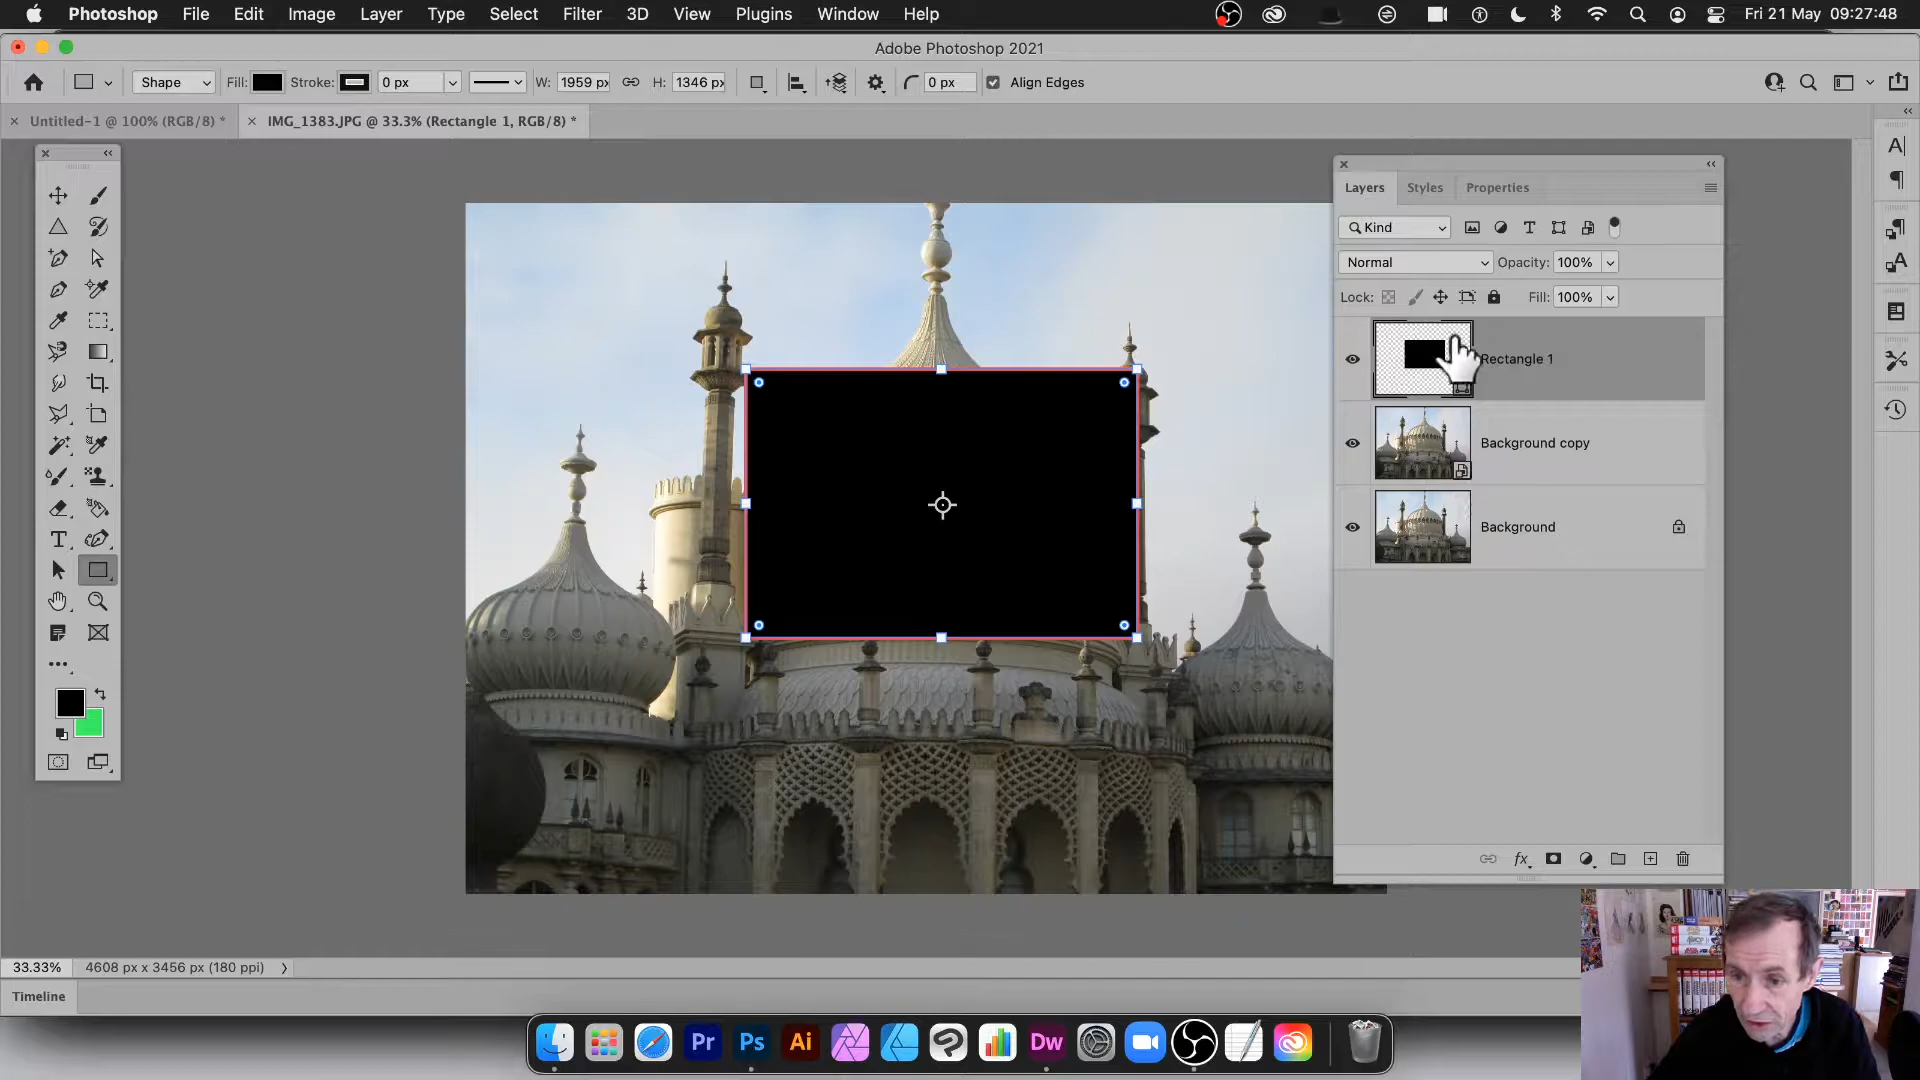 Photoshop File Edit Image Layer Type Select Filter 3D View Plugins Window Help Fri 21 May 09:27:48
Adobe Photoshop 2021
Shape Fill: Stroke: 0 px W: 1959 px H: 1346 px 0 px Align Edges
Untitled-1 @ 100% (RGB/8) * IMG_1383.JPG @ 33.3% (Rectangle 1, RGB/8) *
Layers Styles Properties
Kind
Normal Opacity: 100%
Lock: Fill: 100%
Rectangle 1
Background copy
Background
fx
33.33% 4608 px x 3456 px (180 ppi)
Timeline
Pr Ps Ai Dw